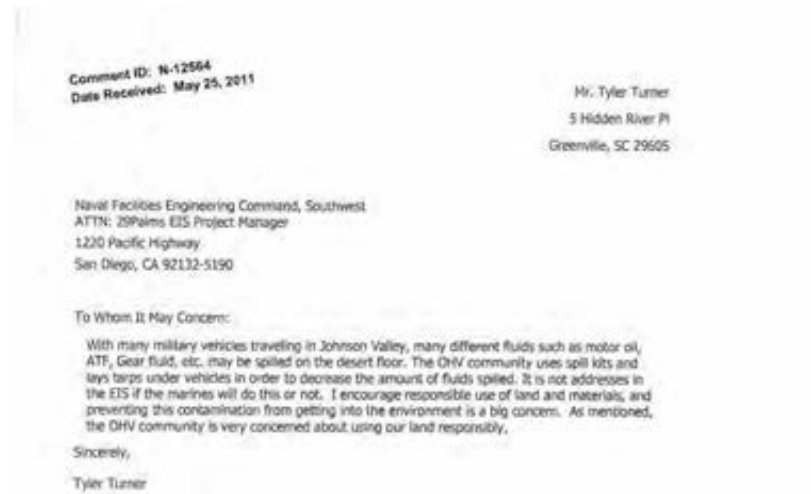 Comment ID: N-12564
Date Received: May 25, 2011
Mr. Tyler Turner
5 Hidden River Pl
Greenville, SC 29605
Naval Facilities Engineering Command, Southwest
ATTN: 29Palms EIS Project Manager
1220 Pacific Highway
San Diego, CA 92132-5190
To Whom It May Concern:
With many military vehicles traveling in Johnson Valley, many different fluids such as motor oil,
ATF, Gear fluid, etc. may be spilled on the desert floor. The OHV community uses spill kits and
lays tarps under vehicles in order to decrease the amount of fluids spilled. It is not addresses in
the EIS if the marines will do this or not. I encourage responsible use of land and materials, and
preventing this contamination from getting into the environment is a big concern. As mentioned,
the OHV community is very concerned about using our land responsibly.
Sincerely,
Tyler Turner